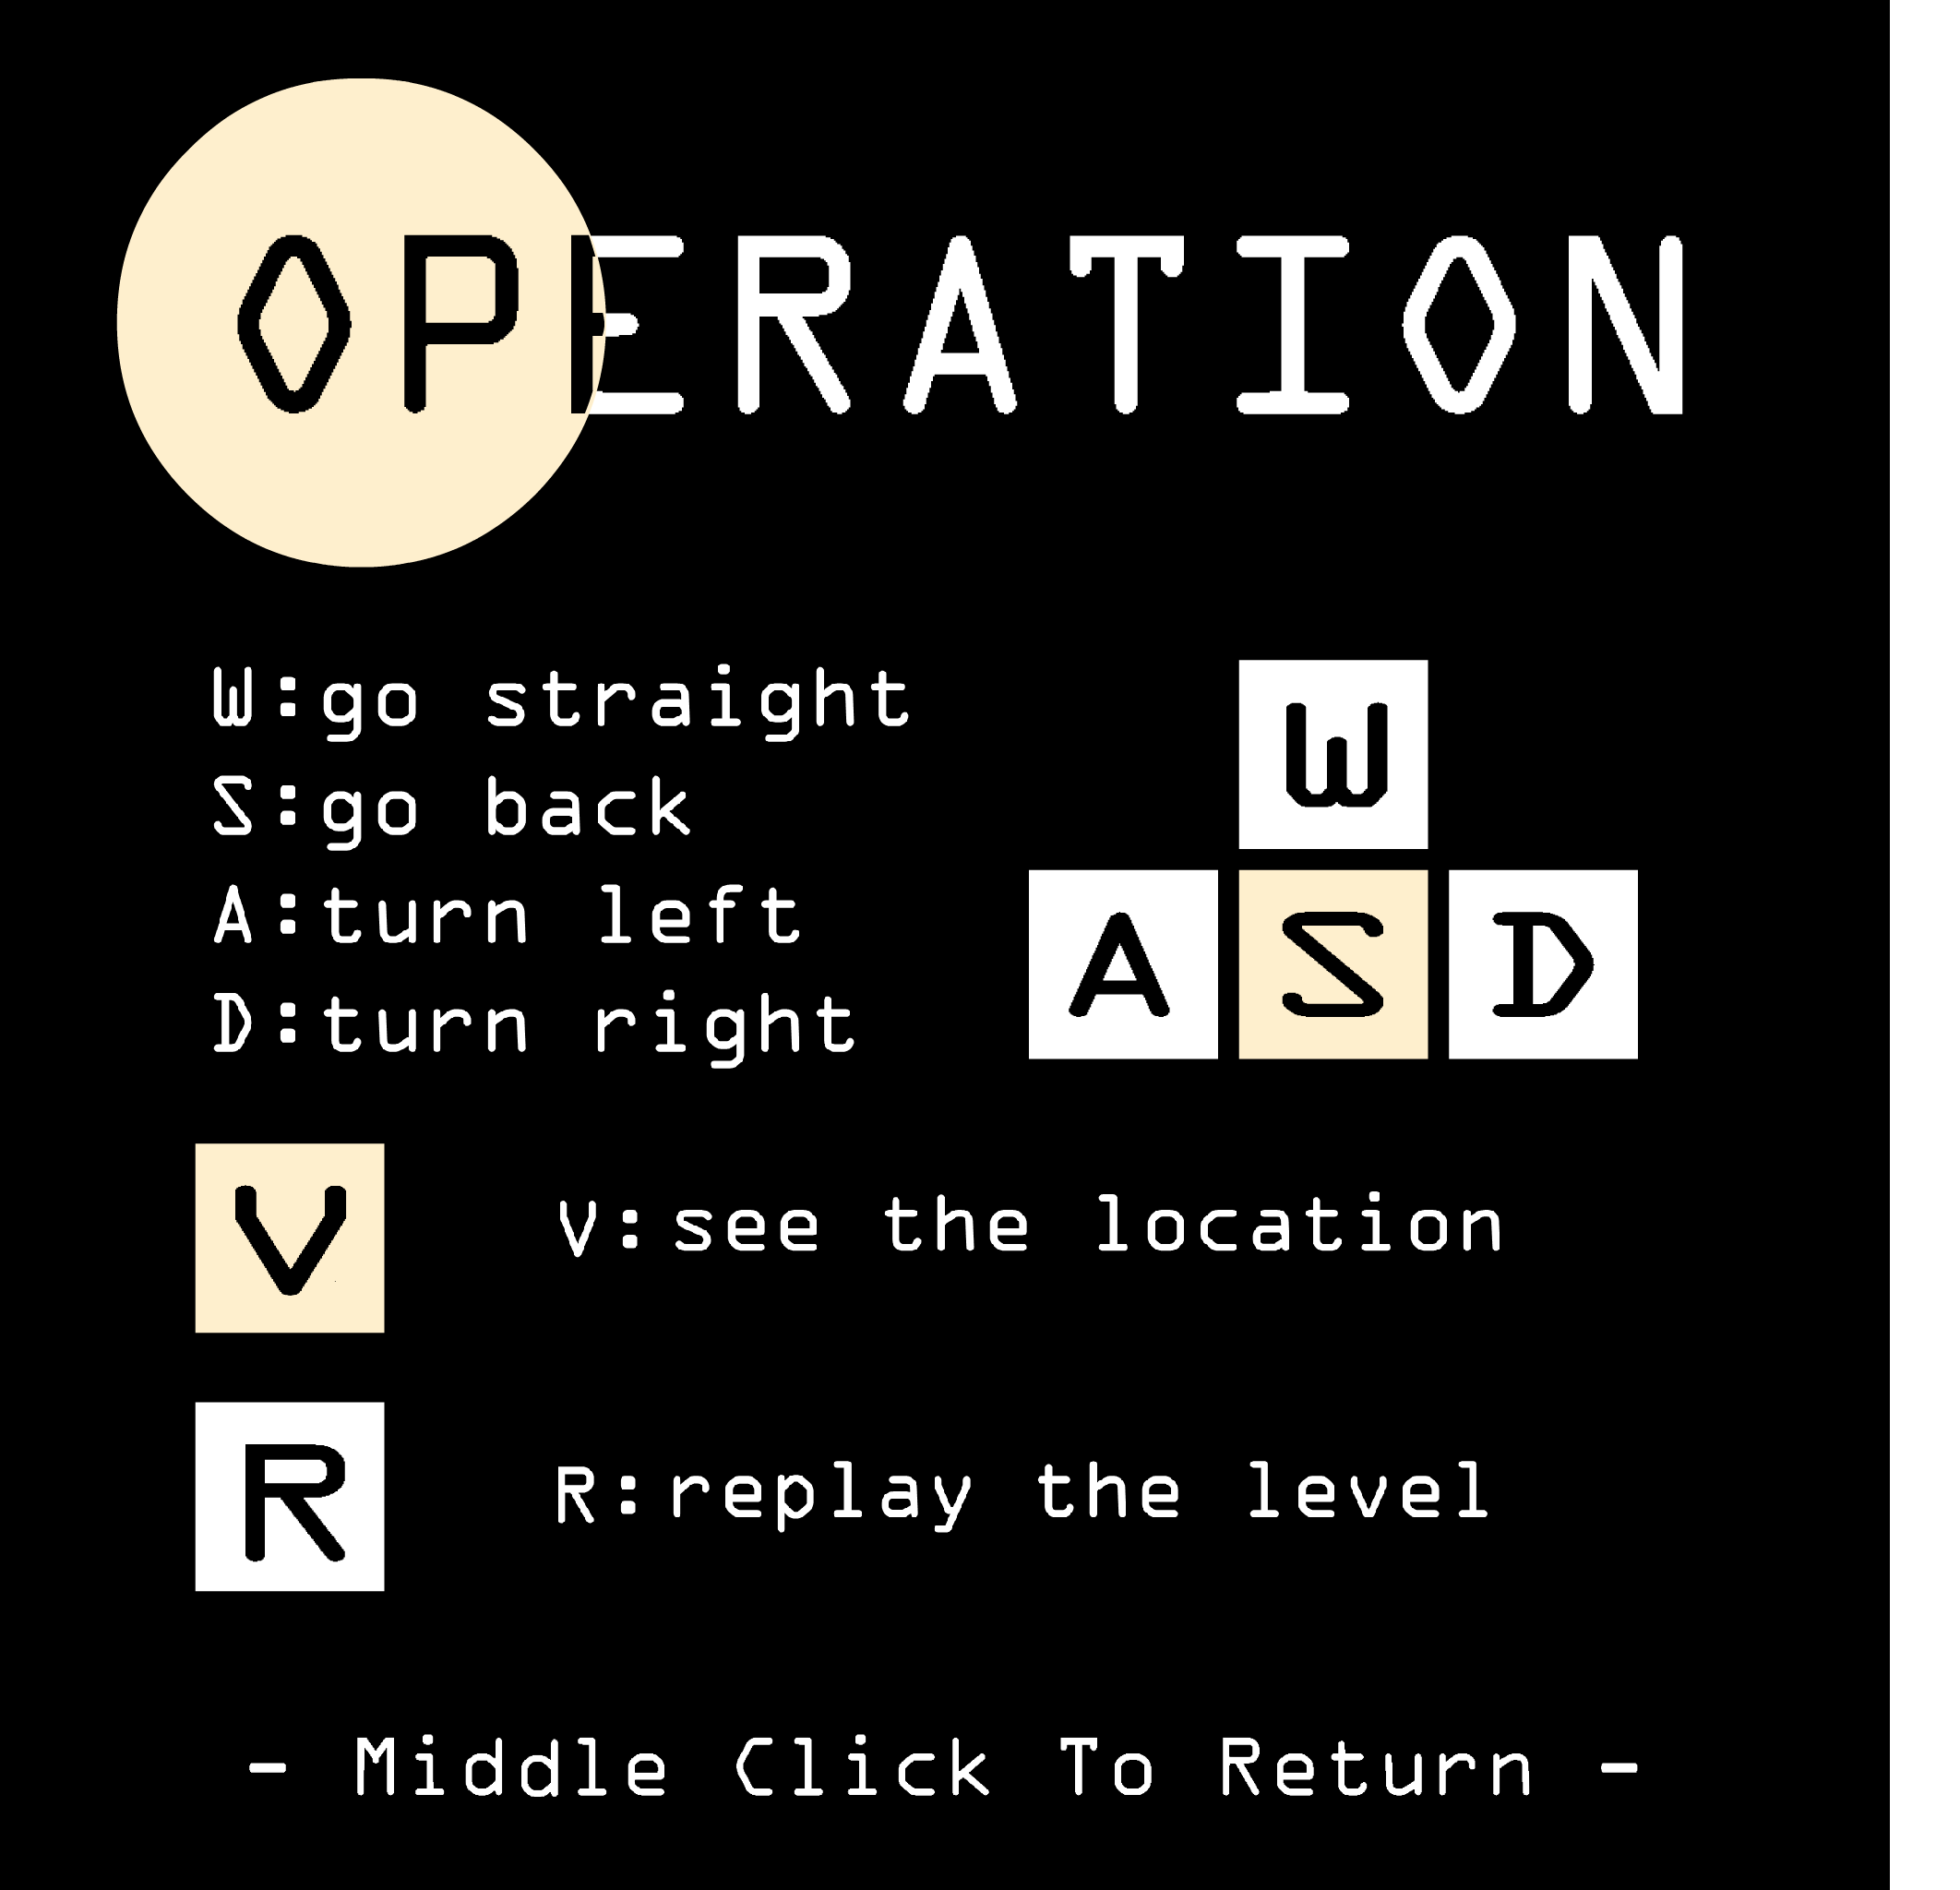 OPERATION
W:go straight
S:go back
A:turn left
D:turn right
W
A S D
V
V:see the location
R
R:replay the level
- Middle Click To Return -